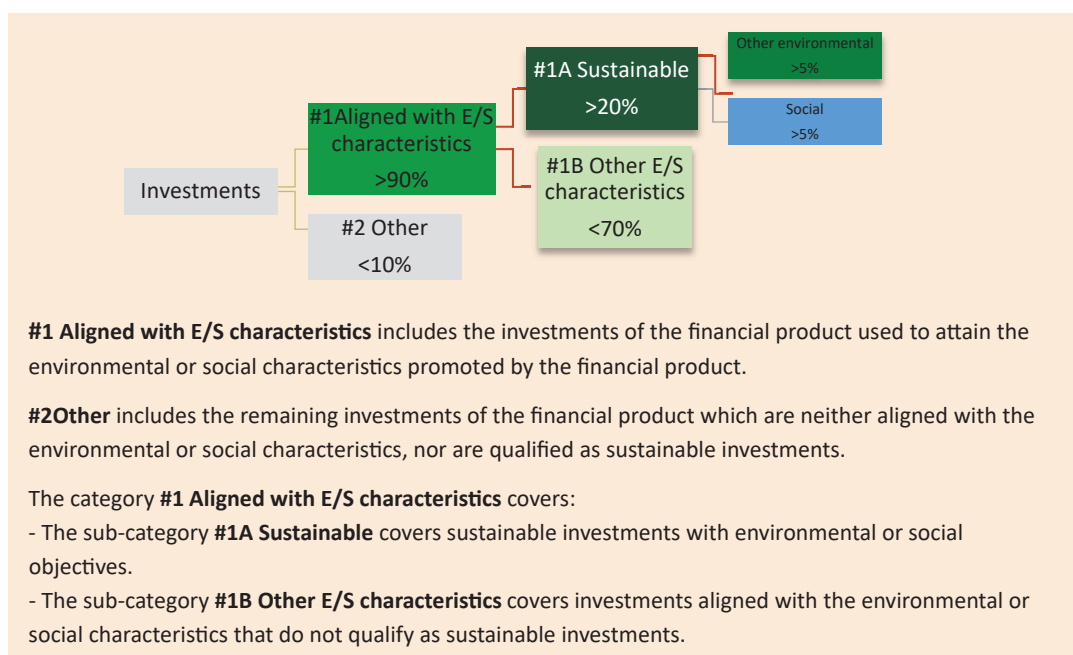 Other environmental
>5%
#1A Sustainable
>20%
Social
>5%
#1Aligned with E/S
characteristics
>90%
#1B Other E/S
characteristics
<70%
Investments
#2 Other
<10%
#1 Aligned with E/S characteristics includes the investments of the financial product used to attain the
environmental or social characteristics promoted by the financial product.
#2Other includes the remaining investments of the financial product which are neither aligned with the
environmental or social characteristics, nor are qualified as sustainable investments.
The category #1 Aligned with E/S characteristics covers:
- The sub-category #1A Sustainable covers sustainable investments with environmental or social
objectives.
- The sub-category #1B Other E/S characteristics covers investments aligned with the environmental or
social characteristics that do not qualify as sustainable investments.